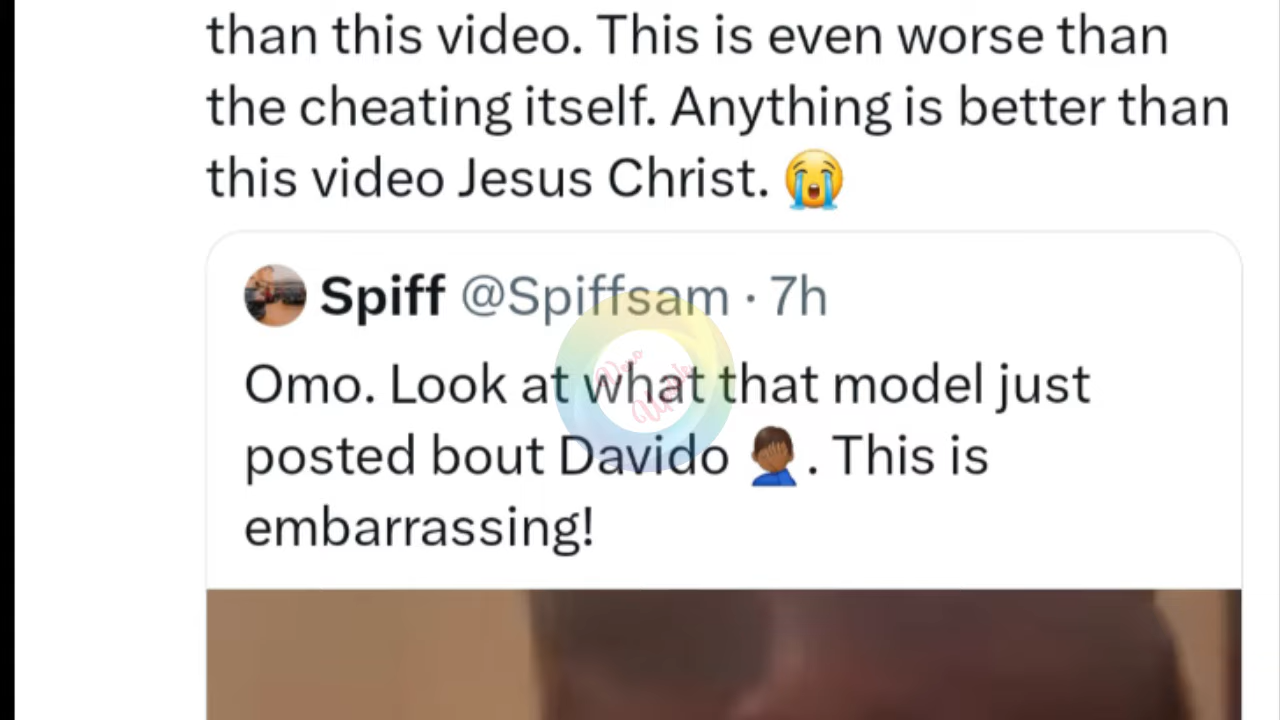 than this video. This is even worse than
the cheating itself. Anything is better than
this video Jesus Christ. 😭
Spiff @Spiffsam · 7h
Omo. Look at what that model just
posted bout Davido 🤦🏾‍♂️. This is
embarrassing!